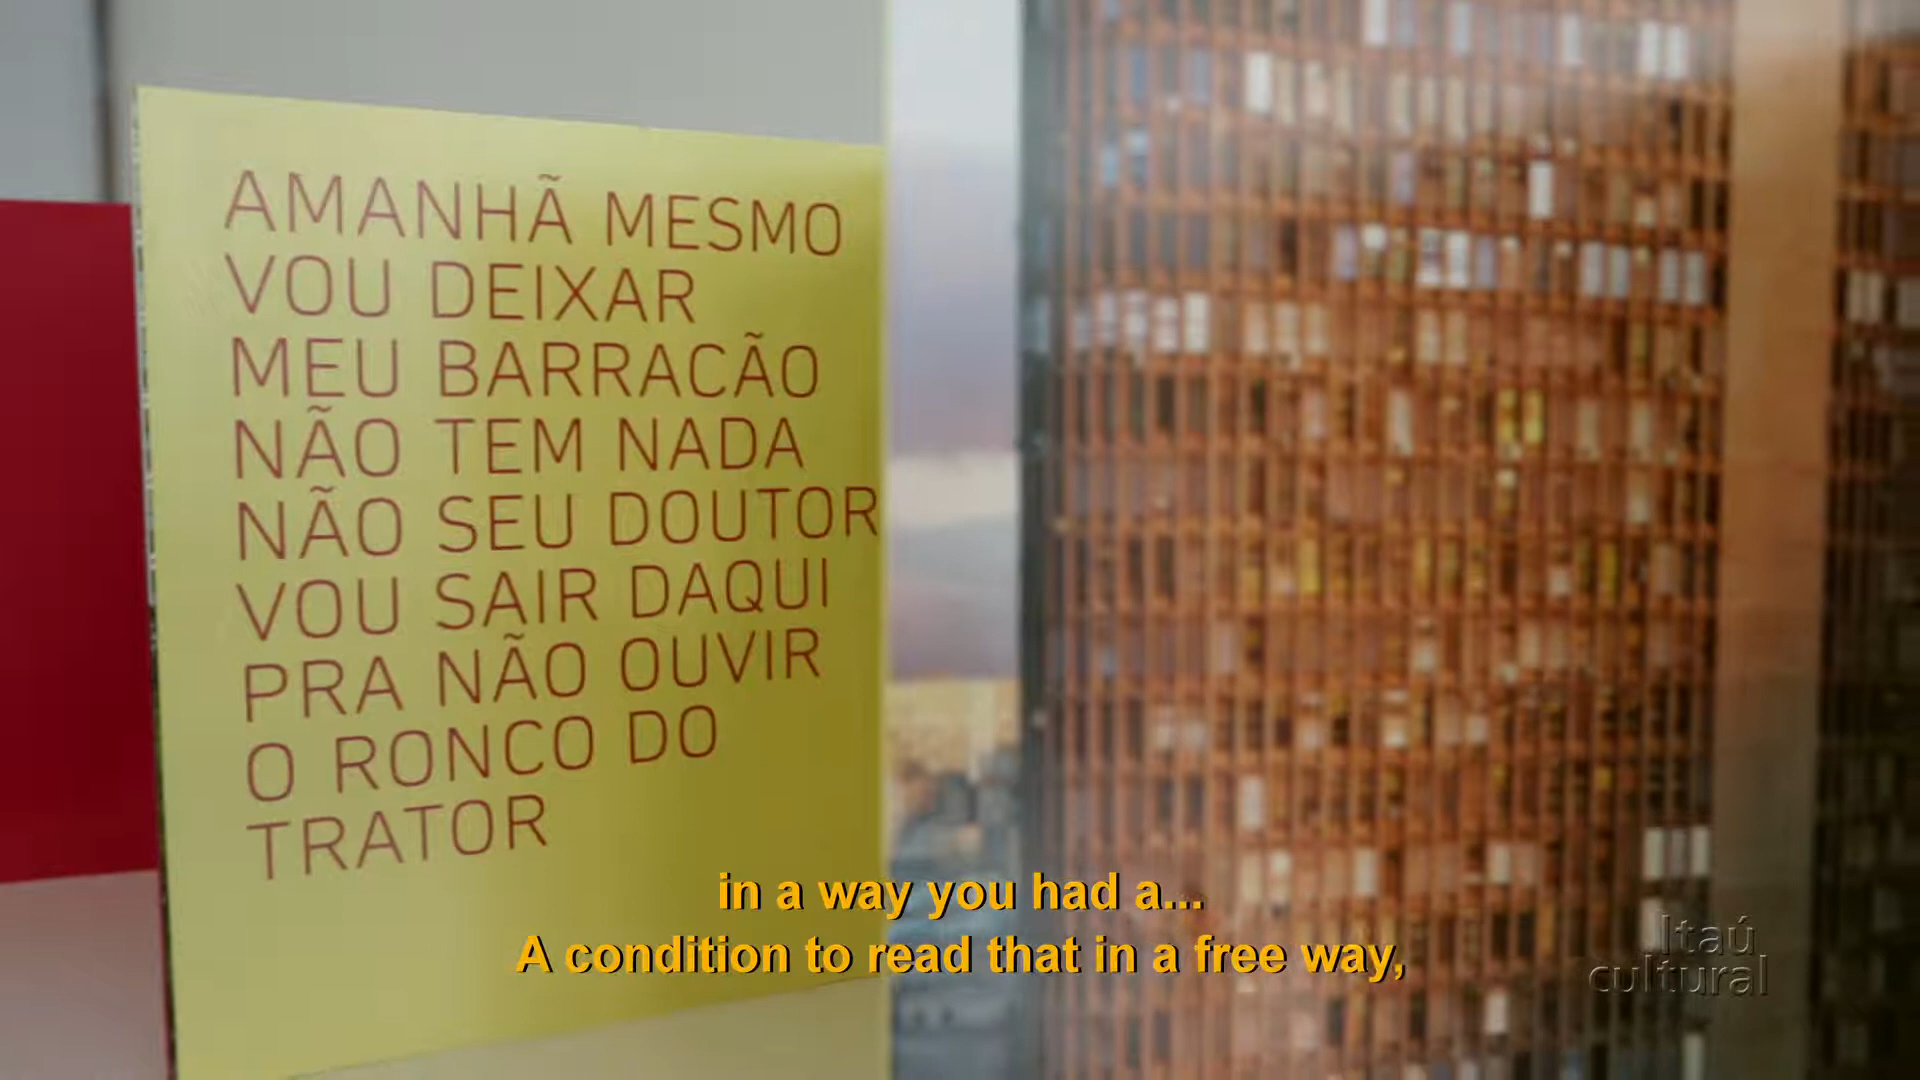 AMANHÃ MESMO
VOU DEIXAR
MEU BARRACÃO
NÃO TEM NADA
NÃO SEU DOUTOR
VOU SAIR DAQUI
PRA NÃO OUVIR
O RONCO DO
TRATOR
in a way you had a...
A condition to read that in a free way,
Itaú
cultural